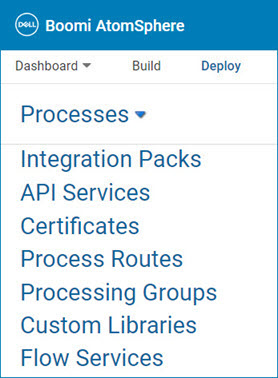 DELL Boomi AtomSphere
Dashboard Build Deploy
Processes
Integration Packs
API Services
Certificates
Process Routes
Processing Groups
Custom Libraries
Flow Services